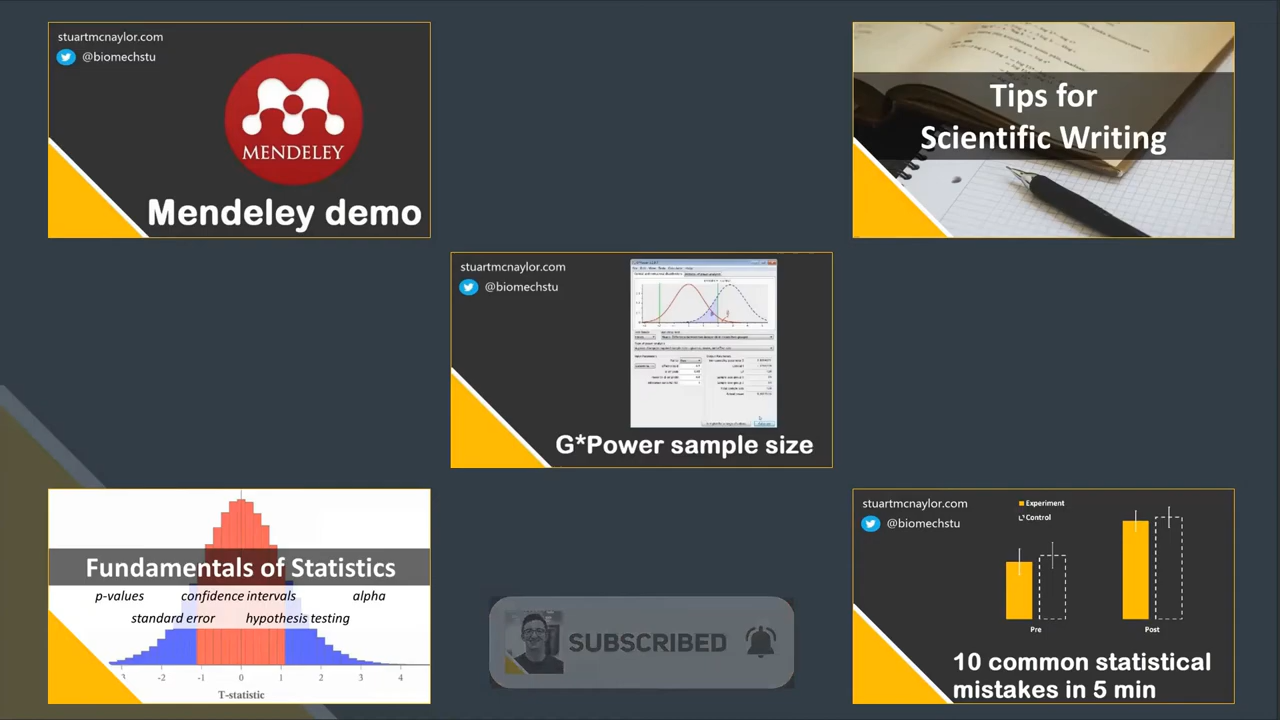 stuartmcnaylor.com
@biomechstu
MENDELEY
Mendeley demo
Tips for
Scientific Writing
stuartmcnaylor.com
@biomechstu
G*Power sample size
Fundamentals of Statistics
p-values confidence intervals alpha
standard error hypothesis testing
-2 -1 0 1 2 3 4
T-statistic
SUBSCRIBED
stuartmcnaylor.com
@biomechstu
Experiment
Control
Pre Post
10 common statistical
mistakes in 5 min